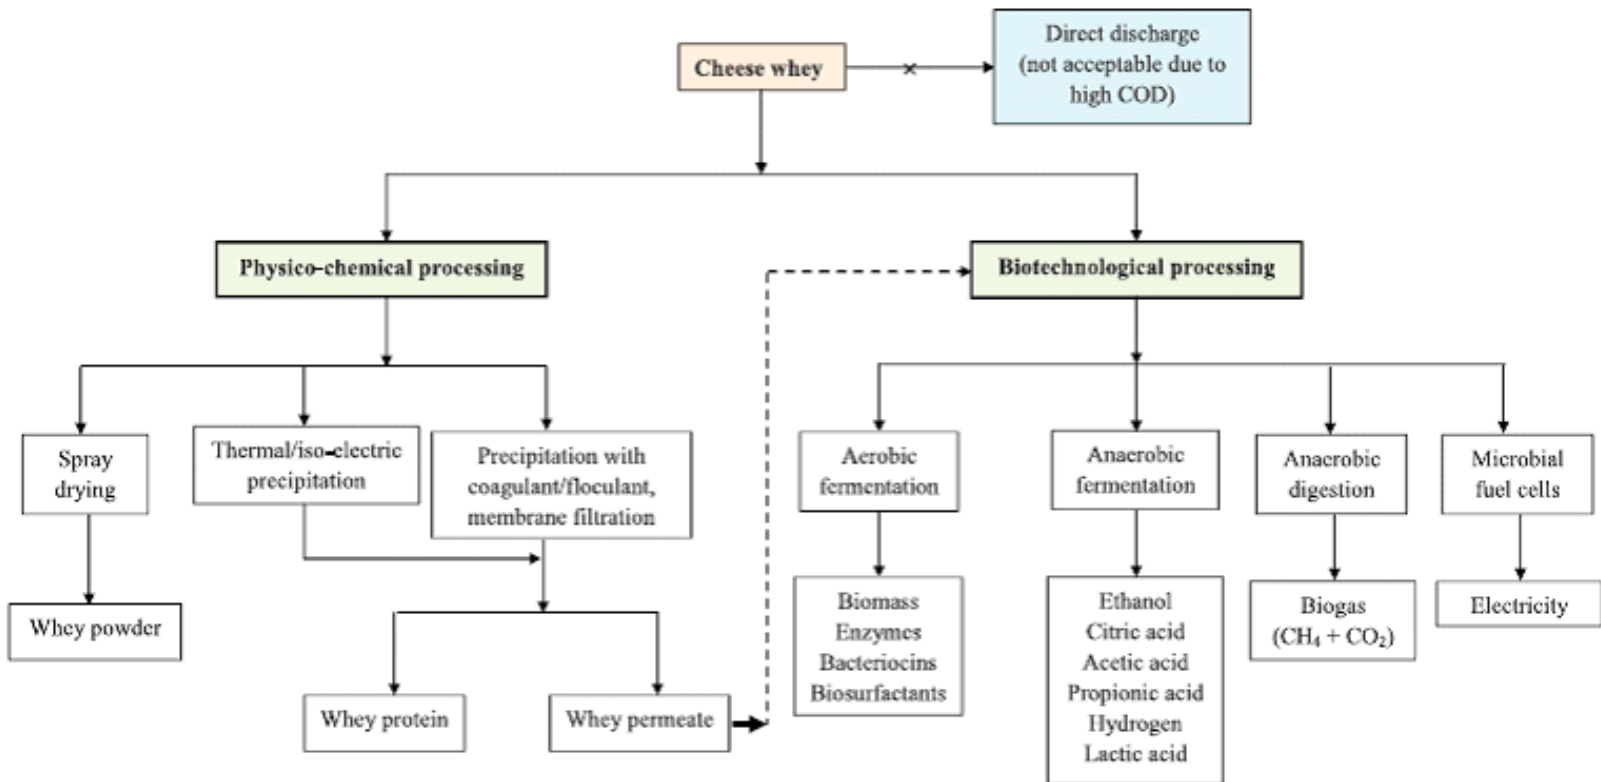 Cheese whey
Direct discharge
(not acceptable due to
high COD)
Physico-chemical processing
Biotechnological processing
Spray
drying
Thermal/iso-electric
precipitation
Precipitation with
coagulant/floculant,
membrane filtration
Aerobic
fermentation
Anaerobic
fermentation
Anaerobic
digestion
Microbial
fuel cells
Whey powder
Whey protein
Whey permeate
Biomass
Enzymes
Bacteriocins
Biosurfactants
Ethanol
Citric acid
Acetic acid
Propionic acid
Hydrogen
Lactic acid
Biogas
(CH₄ + CO₂)
Electricity